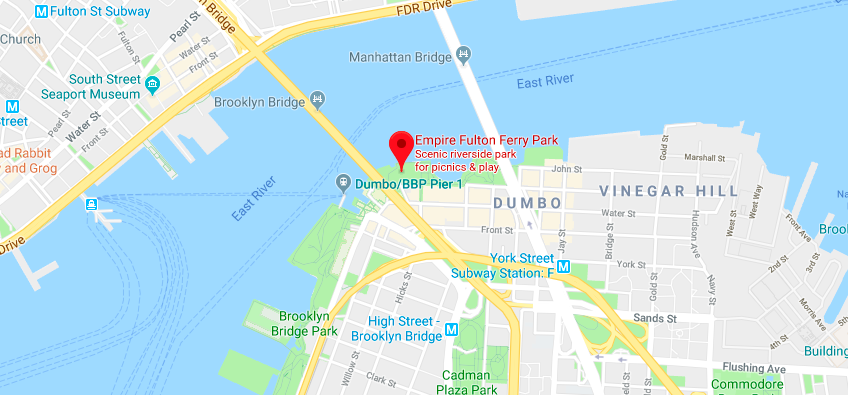 FDR Drive
Fulton St Subway
Pearl St
Bridge
Church
Fulton St
Water St
Front St
Manhattan Bridge
East River
South Street
Seaport Museum
Brooklyn Bridge
M
Street
Pearl St
Water St
Front St
ad Rabbit
y and Grog
Empire Fulton Ferry Park
Scenic riverside park
for picnics & play
Gold St
Marshall St
John St
Dumbo/BBP Pier 1
VINEGAR HILL
DUMBO
East River
Water St
Front St
Jay St
Bridge St
West St
West Way
Hudson Ave
Front Ave
Brook
Drive
York Street
Subway Station: F
York St
Gold St
Navy St
2nd St
3rd St
Hicks St
Brooklyn
Bridge Park
High Street -
Brooklyn Bridge
Sands St
Morris Ave
4th St
Building
Willow St
Clark St
Cadman
Plaza Park
Flushing Ave
Commodore